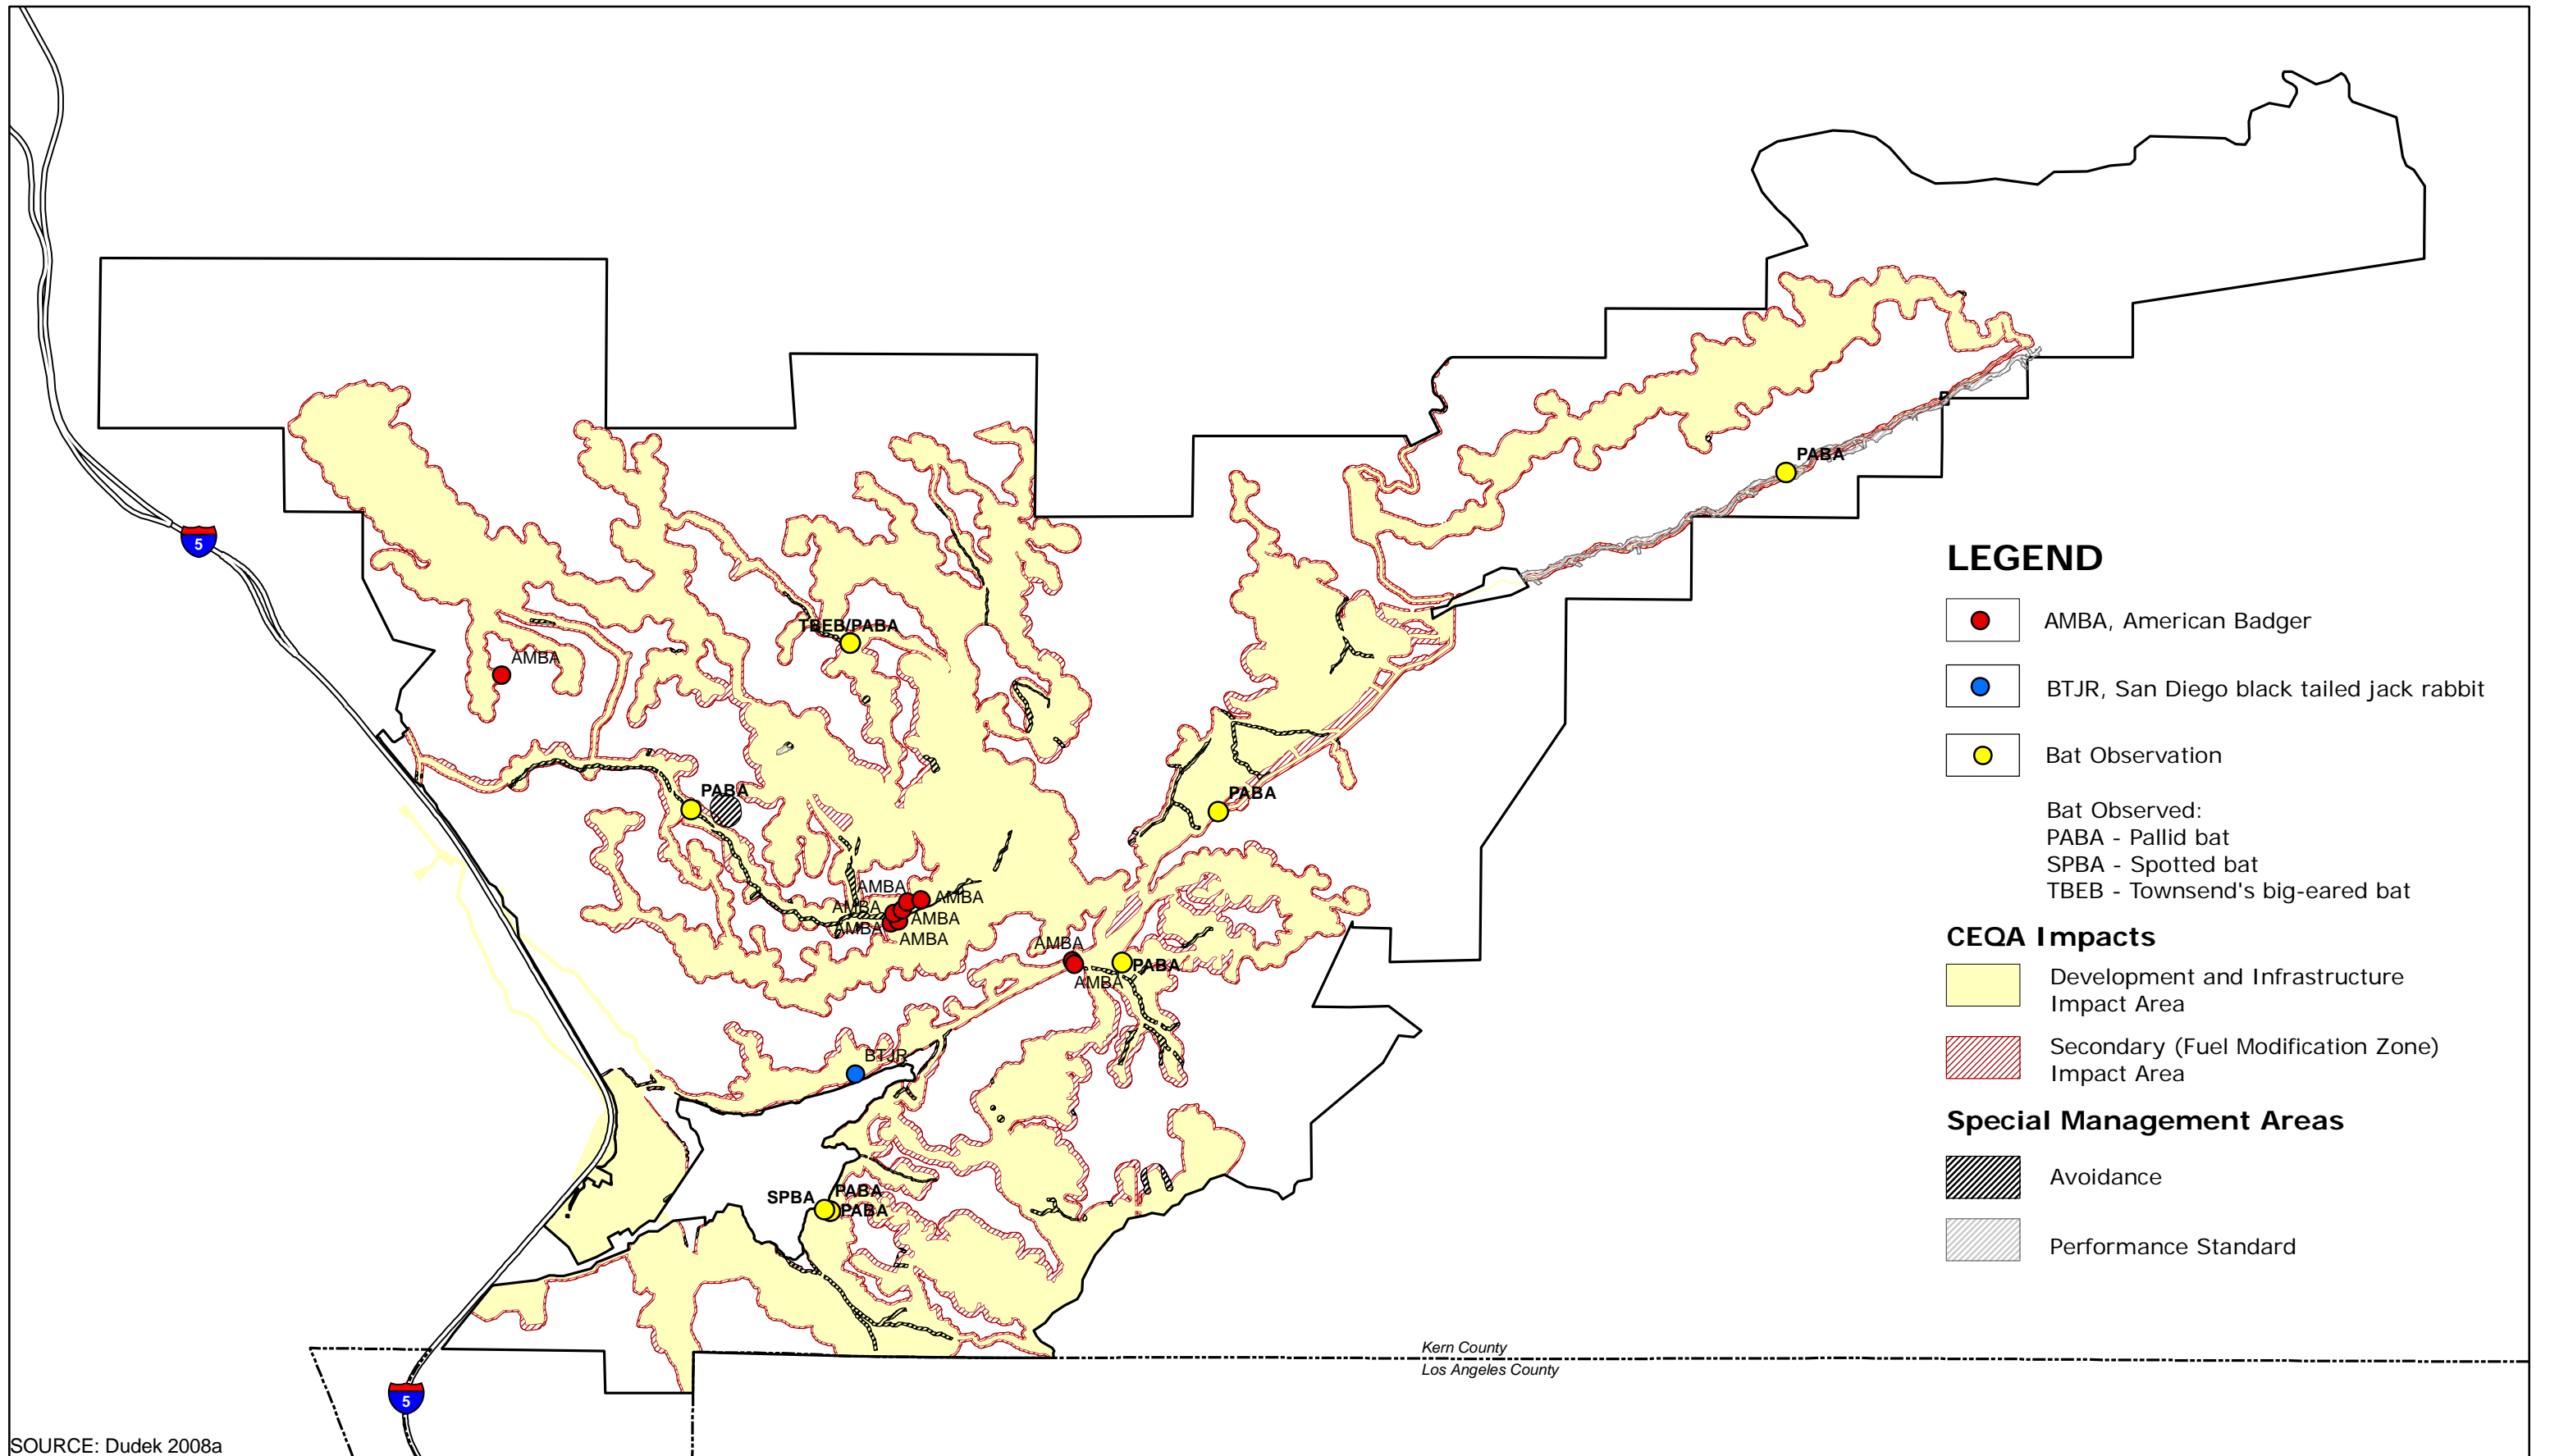 5
AMBA
TBEB/PABA
PABA
PABA
PABA
AMBA
AMBA
AMBA
AMBA
AMBA
AMBA
AMBA
PABA
AMBA
BTJR
SPBA
PABA
PABA
Kern County
Los Angeles County
5
SOURCE: Dudek 2008a
LEGEND
AMBA, American Badger
BTJR, San Diego black tailed jack rabbit
Bat Observation
Bat Observed:
PABA - Pallid bat
SPBA - Spotted bat
TBEB - Townsend's big-eared bat
CEQA Impacts
Development and Infrastructure
Impact Area
Secondary (Fuel Modification Zone)
Impact Area
Special Management Areas
Avoidance
Performance Standard